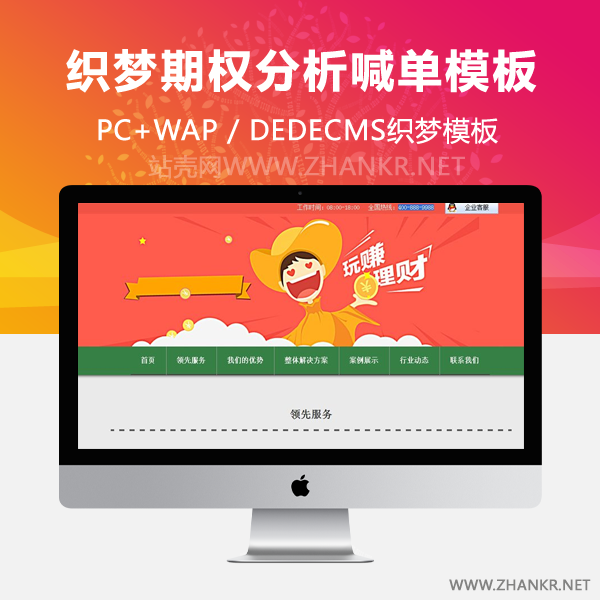 织梦期权分析喊单模板
PC+WAP / DEDECMS织梦模板
站壳网WWW.ZHANKR.NET
工作时间：08:00-18:00 全国热线：400-888-9988 企业客服
玩赚
理财
首页 领先服务 我们的优势 整体解决方案 案例展示 行业动态 联系我们
领先服务
WWW.ZHANKR.NET